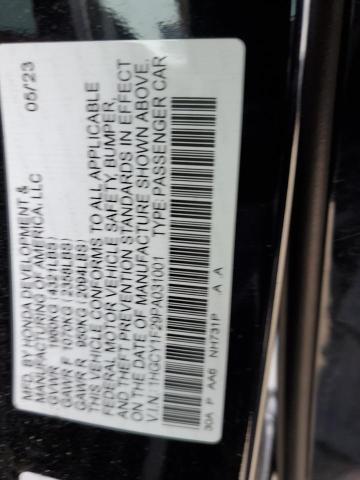 MFD. BY HONDA DEVELOPMENT & 05/23
MANUFACTURING OF AMERICA, LLC
GVWR 1960KG (4321LBS)
GAWR F 1070KG (2358LBS)
GAWR R 950KG (2094LBS)
THIS VEHICLE CONFORMS TO ALL APPLICABLE
FEDERAL MOTOR VEHICLE SAFETY, BUMPER,
AND THEFT PREVENTION STANDARDS IN EFFECT
ON THE DATE OF MANUFACTURE SHOWN ABOVE.
V.I.N: 1HGCY1F29PA031001 TYPE:PASSENGER CAR
30A P AA6 NH731P A A